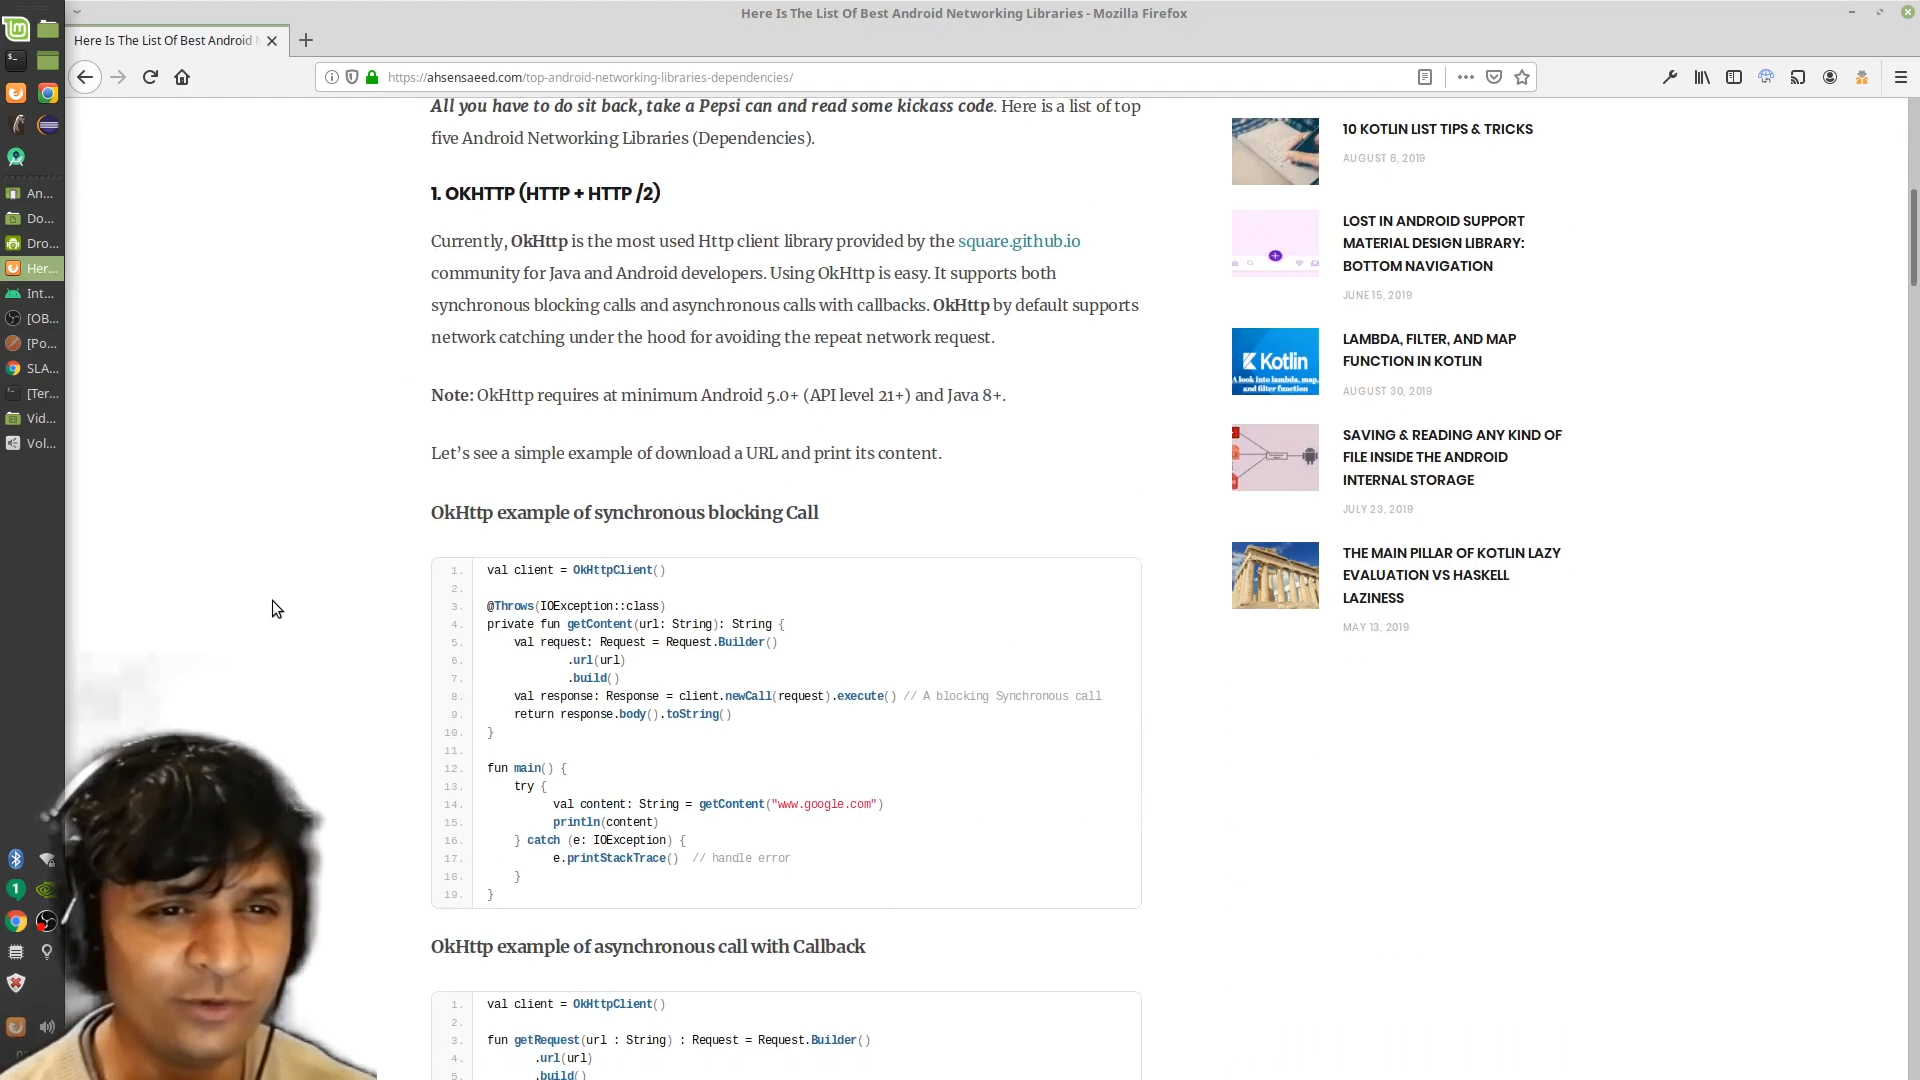 Here Is The List Of Best Android Networking Libraries - Mozilla Firefox
Here Is The List Of Best Android
https://ahsensaeed.com/top-android-networking-libraries-dependencies/
An...
Do...
Dro...
Her...
Int...
[OB...
[Po...
SLA...
[Ter...
Vid...
Vol...
1
All you have to do sit back, take a Pepsi can and read some kickass code. Here is a list of top
five Android Networking Libraries (Dependencies).
1. OKHTTP (HTTP + HTTP /2)
Currently, OkHttp is the most used Http client library provided by the square.github.io
community for Java and Android developers. Using OkHttp is easy. It supports both
synchronous blocking calls and asynchronous calls with callbacks. OkHttp by default supports
network catching under the hood for avoiding the repeat network request.
Note: OkHttp requires at minimum Android 5.0+ (API level 21+) and Java 8+.
Let’s see a simple example of download a URL and print its content.
OkHttp example of synchronous blocking Call
1. val client = OkHttpClient()
2.
3. @Throws(IOException::class)
4. private fun getContent(url: String): String {
5. val request: Request = Request.Builder()
6. .url(url)
7. .build()
8. val response: Response = client.newCall(request).execute() // A blocking Synchronous call
9. return response.body().toString()
10. }
11.
12. fun main() {
13. try {
14. val content: String = getContent("www.google.com")
15. println(content)
16. } catch (e: IOException) {
17. e.printStackTrace() // handle error
18. }
19. }
OkHttp example of asynchronous call with Callback
1. val client = OkHttpClient()
2.
3. fun getRequest(url : String) : Request = Request.Builder()
4. .url(url)
5. .build()
10 KOTLIN LIST TIPS & TRICKS
AUGUST 8, 2019
LOST IN ANDROID SUPPORT
MATERIAL DESIGN LIBRARY:
BOTTOM NAVIGATION
JUNE 15, 2019
Kotlin
A look into lambda, map,
and filter function
LAMBDA, FILTER, AND MAP
FUNCTION IN KOTLIN
AUGUST 30, 2019
SAVING & READING ANY KIND OF
FILE INSIDE THE ANDROID
INTERNAL STORAGE
JULY 23, 2019
THE MAIN PILLAR OF KOTLIN LAZY
EVALUATION VS HASKELL
LAZINESS
MAY 13, 2019